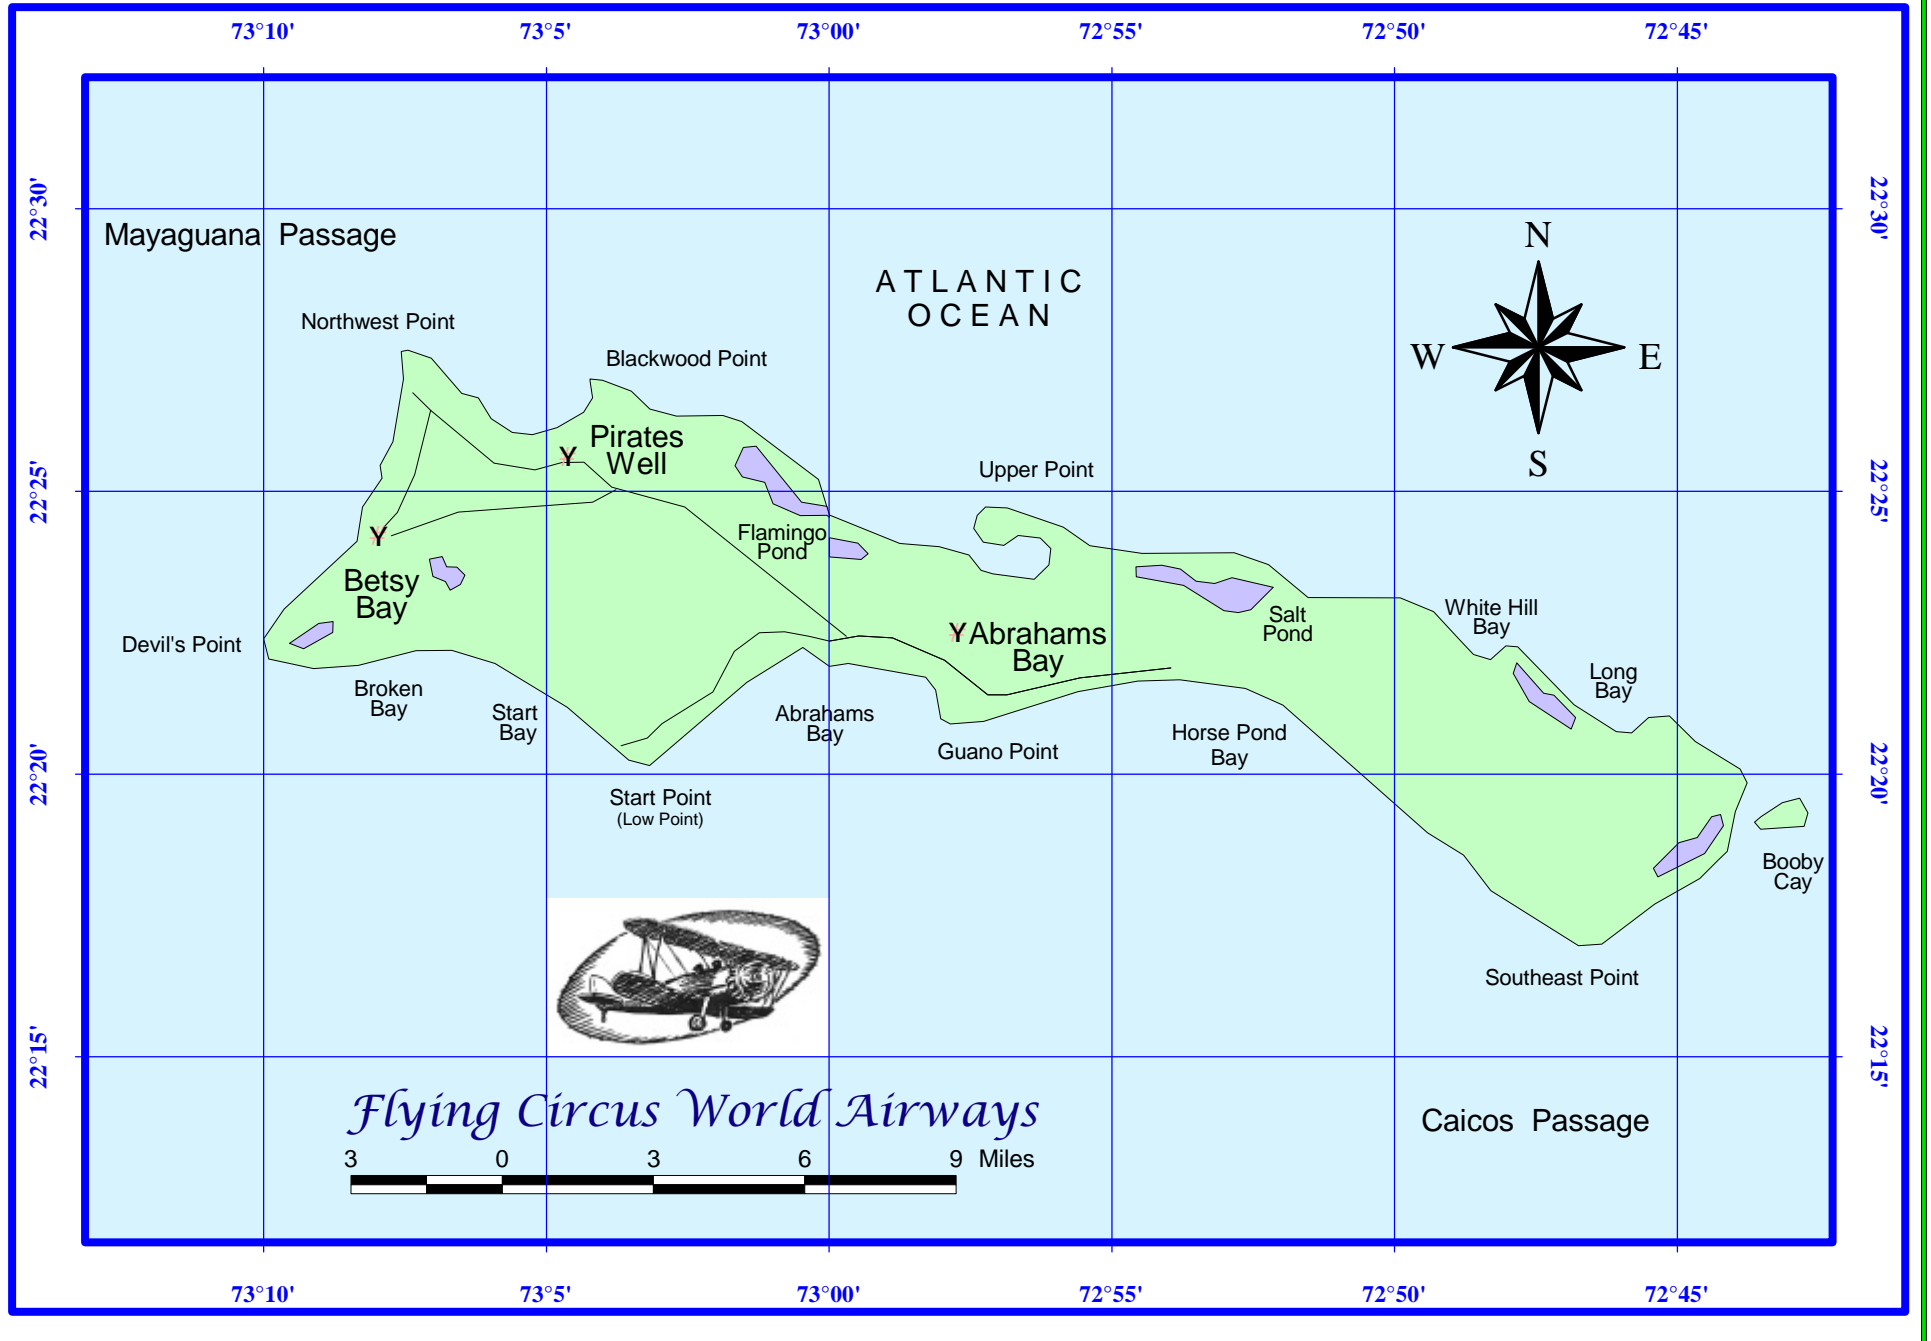 73°10' 73°5' 73°00' 72°55' 72°50' 72°45'
22°30' 22°30'
Mayaguana Passage
N
ATLANTIC
OCEAN
Northwest Point
W E
Blackwood Point
Pirates
Well
S
Upper Point
22°25' 22°25'
Y
Y
Flamingo
Pond
Betsy
Bay
White Hill
Bay
Salt
Pond
Y Abrahams
Bay
Devil's Point
Long
Bay
Broken
Bay
Start
Bay
Abrahams
Bay
Horse Pond
Bay
Guano Point
22°20' 22°20'
Start Point
(Low Point)
Booby
Cay
Southeast Point
22°15' 22°15'
Flying Circus World Airways
Caicos Passage
3 0 3 6 9 Miles
73°10' 73°5' 73°00' 72°55' 72°50' 72°45'